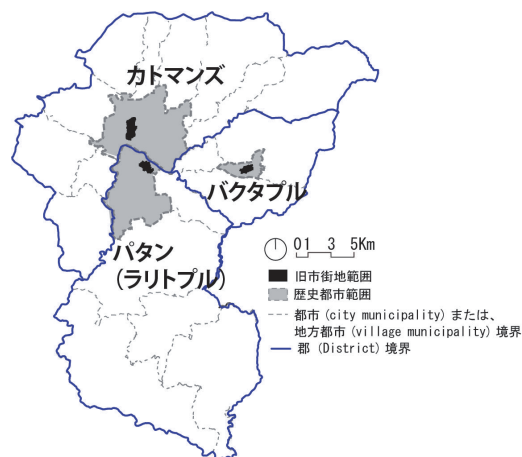 カトマンズ
バクタプル
パタン
(ラリトプル)
01 3 5Km
旧市街地範囲
歴史都市範囲
都市 (city municipality) または、
地方都市 (village municipality) 境界
郡 (District) 境界